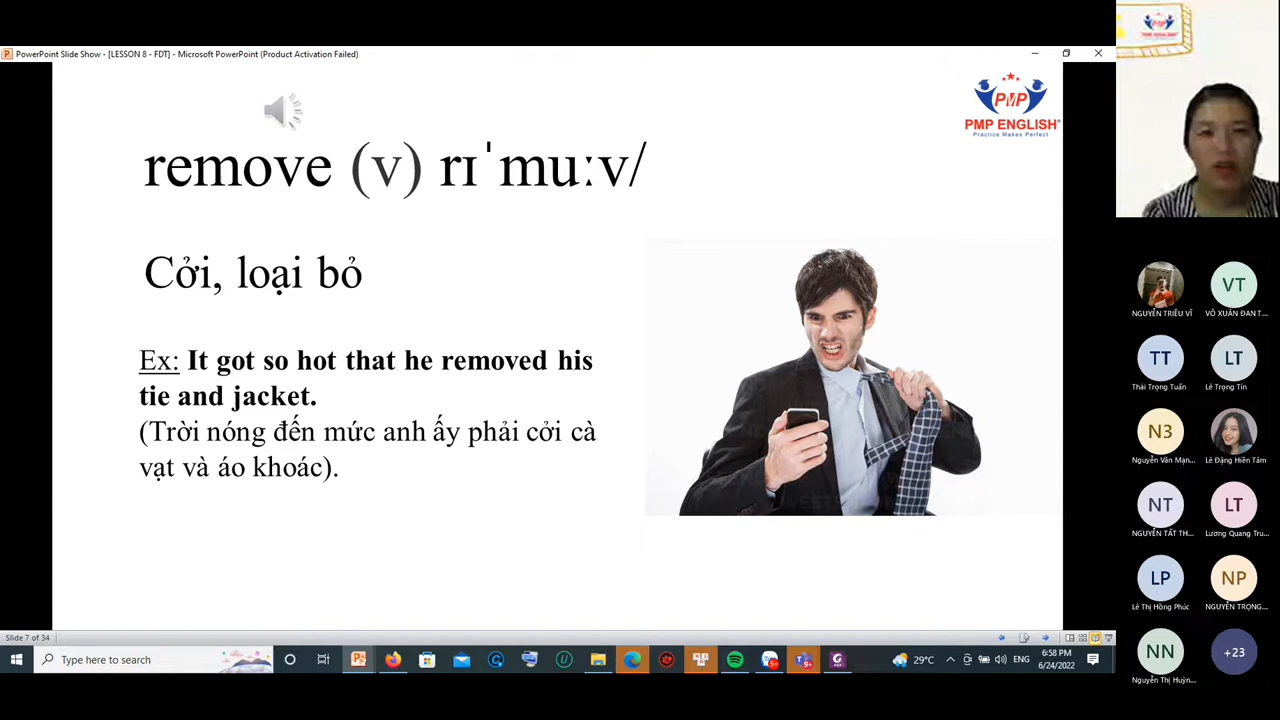 PowerPoint Slide Show - [LESSON 8 - FDT] - Microsoft PowerPoint (Product Activation Failed)
PMP
PMP ENGLISH®
Practice Makes Perfect
remove (v) rɪˈmuː v/
Cởi, loại bỏ
Ex: It got so hot that he removed his
tie and jacket.
(Trời nóng đến mức anh ấy phải cởi cà
vạt và áo khoác).
Slide 7 of 34
Type here to search
29°C
ENG
6:58 PM
6/24/2022
PMP ENGLISH
NGUYỄN TRIỀU VĨ
VT
VÕ XUÂN ĐAN T...
TT
Thái Trọng Tuấn
LT
Lê Trọng Tín
N3
Nguyễn Văn Mạn...
Lê Đặng Hiền Tâm
NT
NGUYỄN TẤT TH...
LT
Lương Quang Tru...
LP
Lê Thị Hồng Phúc
NP
NGUYỄN TRỌNG...
NN
Nguyễn Thị Huỳn...
+23